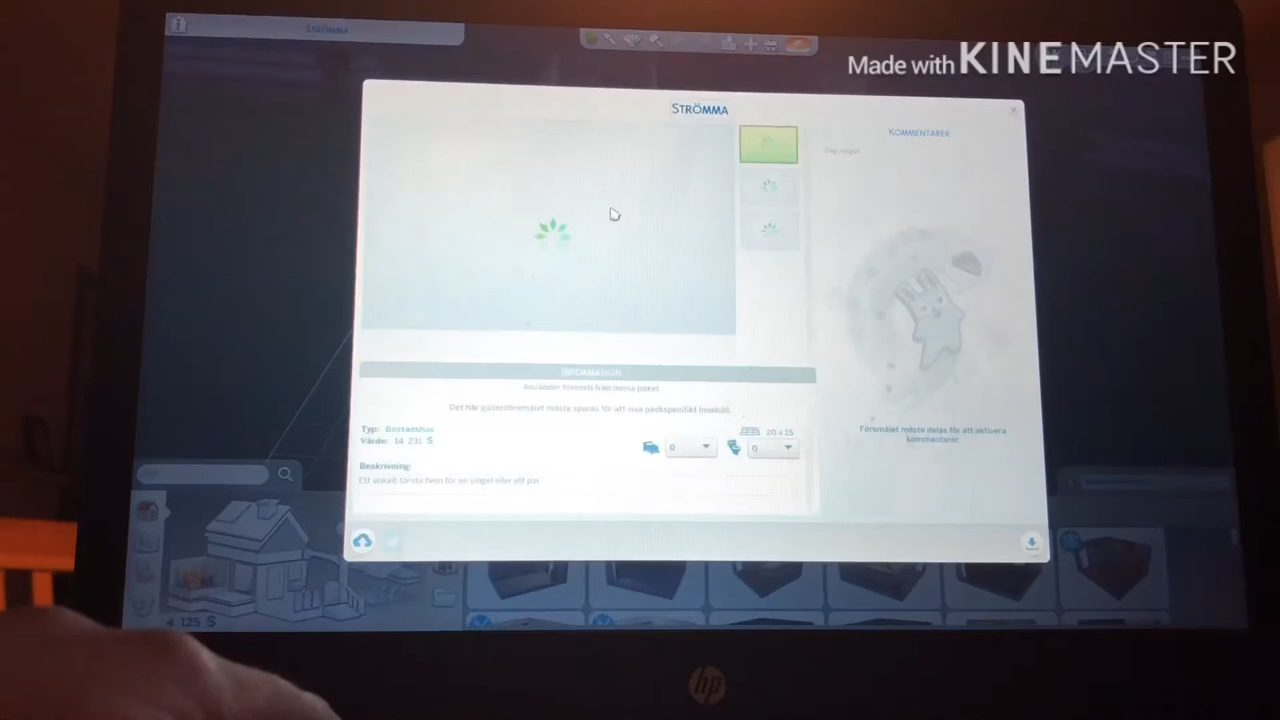 STRÖMMA
Made with KINEMASTER
STRÖMMA
KOMMENTARER
INFORMATION
Använder föremål från dessa paket
Det här galleriföremålet måste sparas för att visa packspecifikt innehåll.
Typ: Bostadshus
Värde: 14 231 $
20 x 15
0
0
Beskrivning:
Ett enkelt första hem för en singel eller ett par
Föremålet måste delas för att aktivera
kommentarer
4 125 $
hp